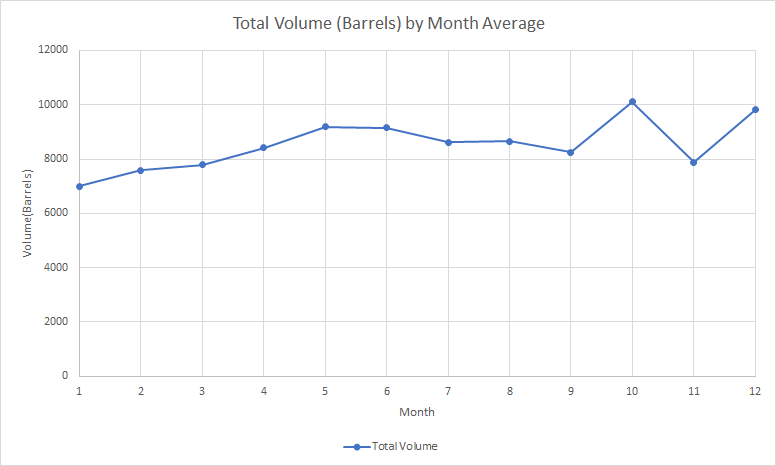 Total Volume (Barrels) by Month Average
12000
10000
8000
6000
4000
2000
0
Volume(Barrels)
1 2 3 4 5 6 7 8 9 10 11 12
Month
Total Volume